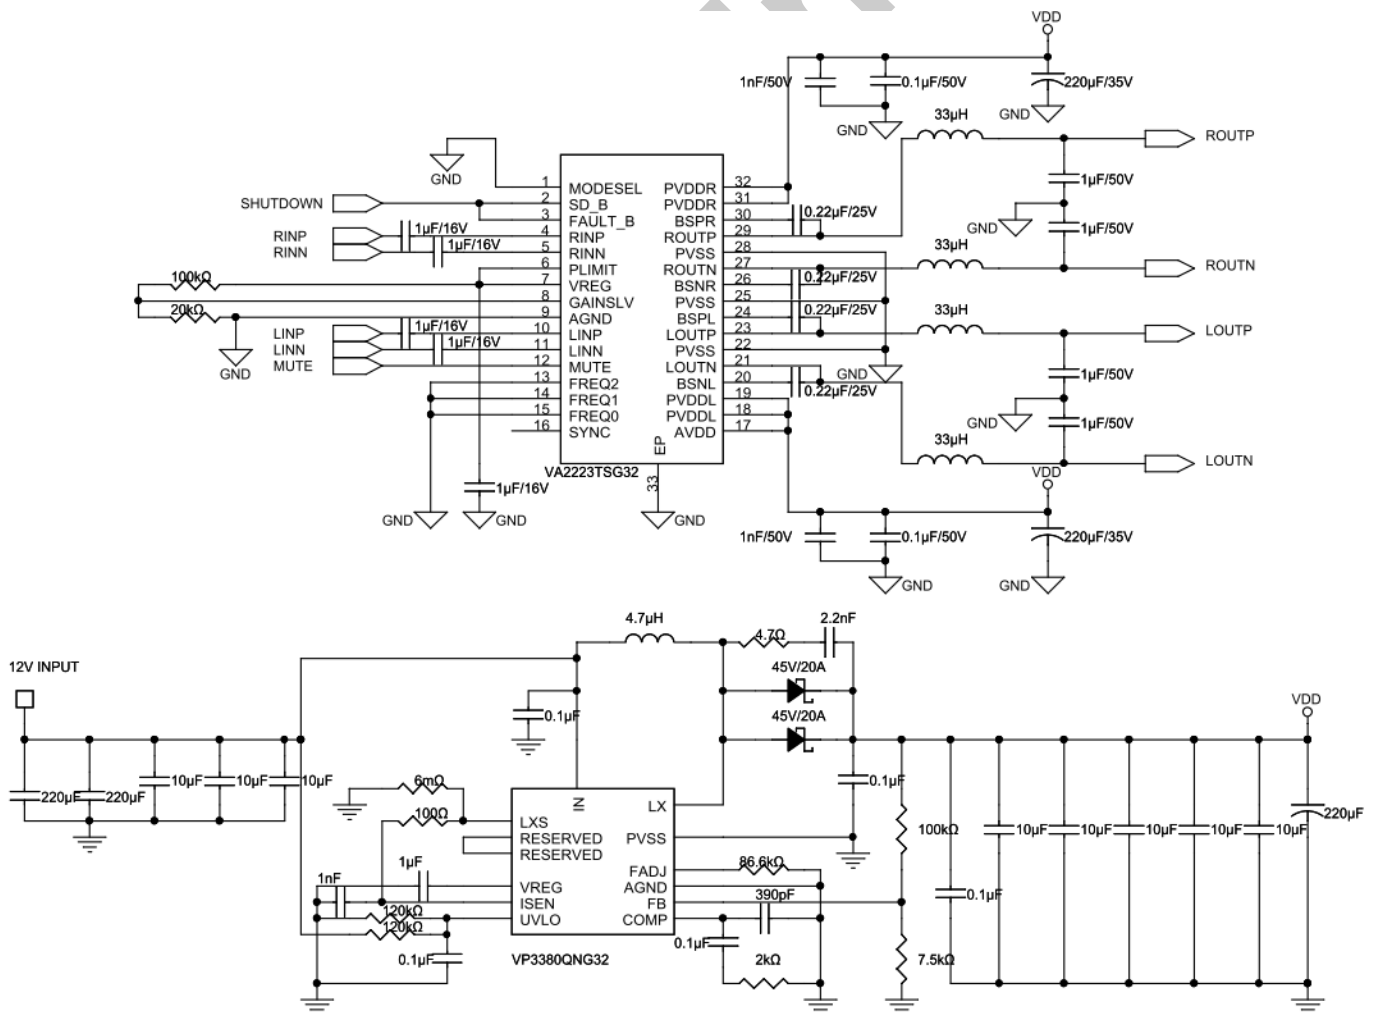 VDD
1nF/50V 0.1µF/50V 220µF/35V
GND GND
33µH
ROUTP
GND
1 MODESEL PVDDR 32
SHUTDOWN 2 SD_B PVDDR 31
3 FAULT_B BSPR 30 0.22µF/25V
1µF/50V
RINP 1µF/16V 4 RINP ROUTP 29
GND 1µF/50V
RINN 1µF/16V 5 RINN PVSS 28
33µH
6 PLIMIT ROUTN 27 ROUTN
100kΩ 7 VREG BSNR 26 0.22µF/25V
8 GAINSLV PVSS 25
20kΩ 9 AGND BSPL 24 0.22µF/25V
33µH
LINP 1µF/16V 10 LINP LOUTP 23 LOUTP
LINN 1µF/16V 11 LINN PVSS 22
GND MUTE 12 MUTE LOUTN 21 GND
1µF/50V
13 FREQ2 BSNL 20 0.22µF/25V
14 FREQ1 PVDDL 19
15 FREQ0 PVDDL 18
GND 1µF/50V
16 SYNC AVDD 17
33µH
EP
LOUTN
VA2223TSG32
33
VDD
1µF/16V
GND GND GND
1nF/50V 0.1µF/50V 220µF/35V
GND GND
4.7µH 2.2nF
4.7Ω
12V INPUT 45V/20A
VDD
0.1µF 45V/20A
220µF 220µF 10µF 10µF 10µF
6mΩ IN 0.1µF
LX
100Ω LXS
220µF
RESERVED PVSS 100kΩ 10µF 10µF 10µF 10µF 10µF
RESERVED
1µF FADJ 86.6kΩ
1nF VREG AGND
390pF 0.1µF
ISEN FB
120kΩ UVLO COMP
120kΩ
0.1µF
0.1µF VP3380QNG32 2kΩ 7.5kΩ